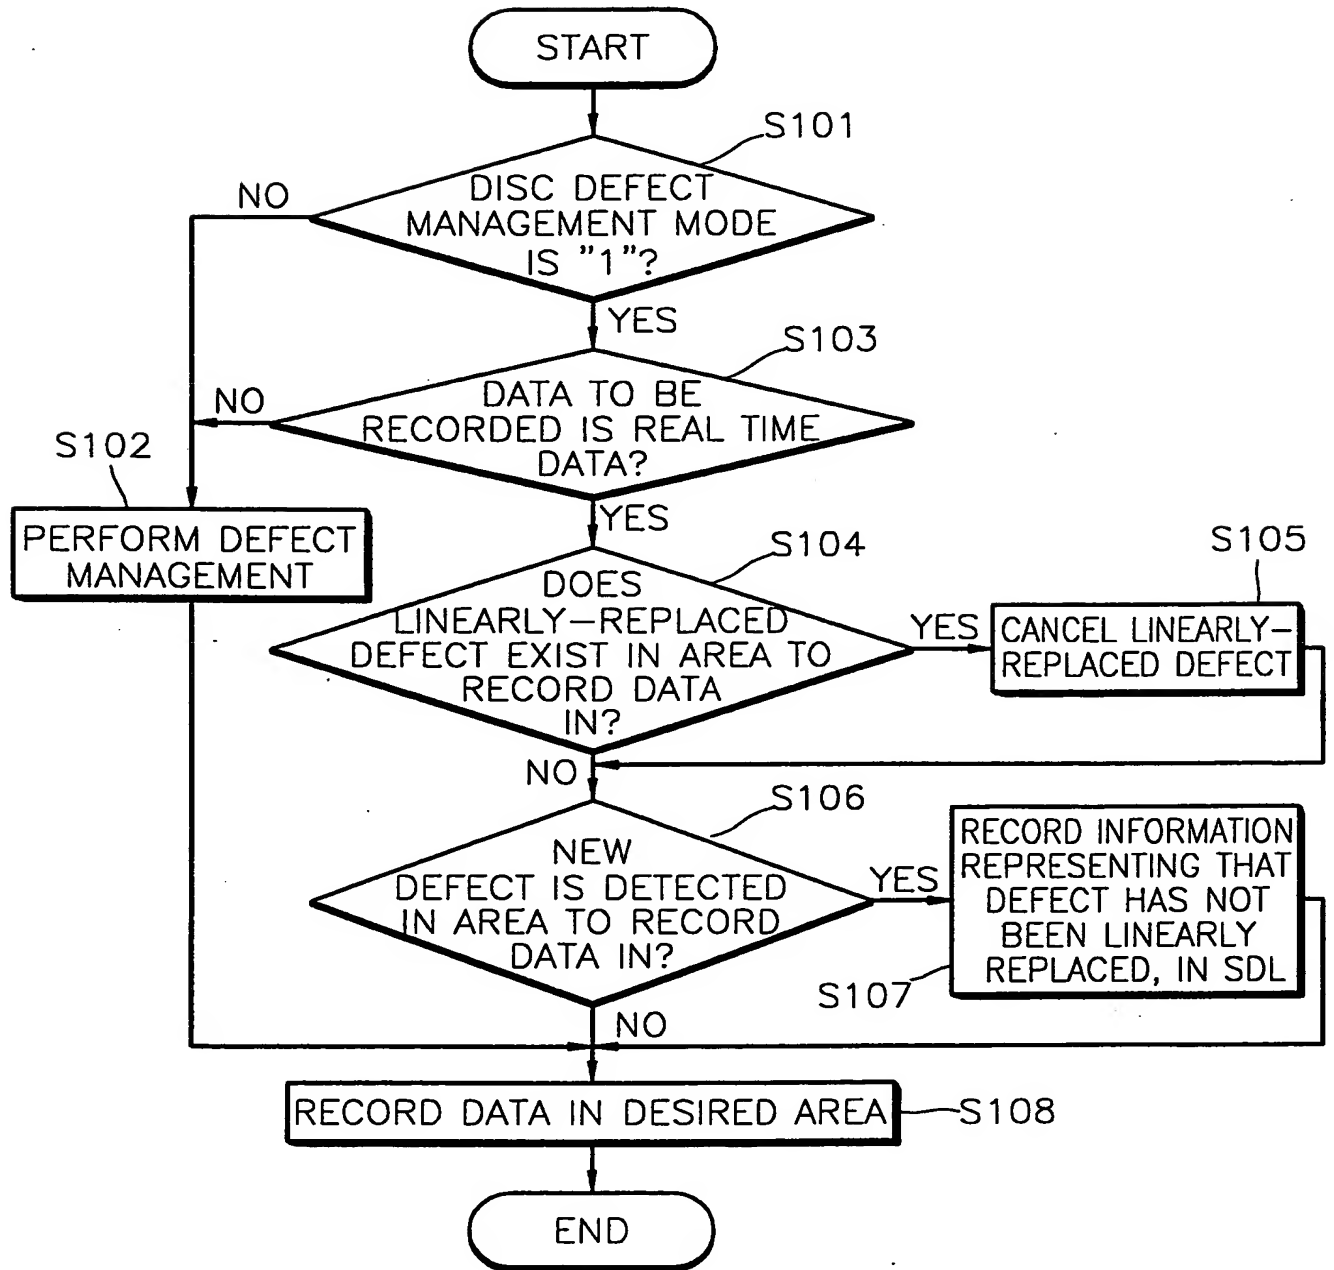 START
S101
NO
DISC DEFECT
MANAGEMENT MODE
IS "1"?
YES
S103
NO
DATA TO BE
RECORDED IS REAL TIME
DATA?
S102
PERFORM DEFECT
MANAGEMENT
YES
S104
DOES
LINEARLY-REPLACED
DEFECT EXIST IN AREA TO
RECORD DATA
IN?
YES
S105
CANCEL LINEARLY-
REPLACED DEFECT
NO
S106
NEW
DEFECT IS DETECTED
IN AREA TO RECORD
DATA IN?
YES
RECORD INFORMATION
REPRESENTING THAT
DEFECT HAS NOT
BEEN LINEARLY
REPLACED, IN SDL
S107
NO
RECORD DATA IN DESIRED AREA
S108
END